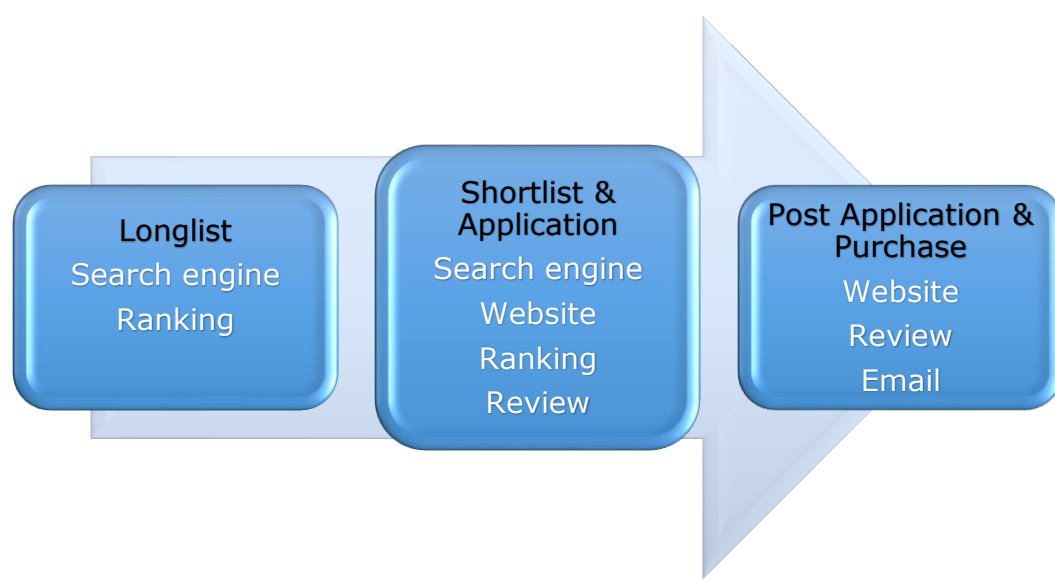 Longlist
Search engine
Ranking
Shortlist &
Application
Search engine
Website
Ranking
Review
Post Application &
Purchase
Website
Review
Email